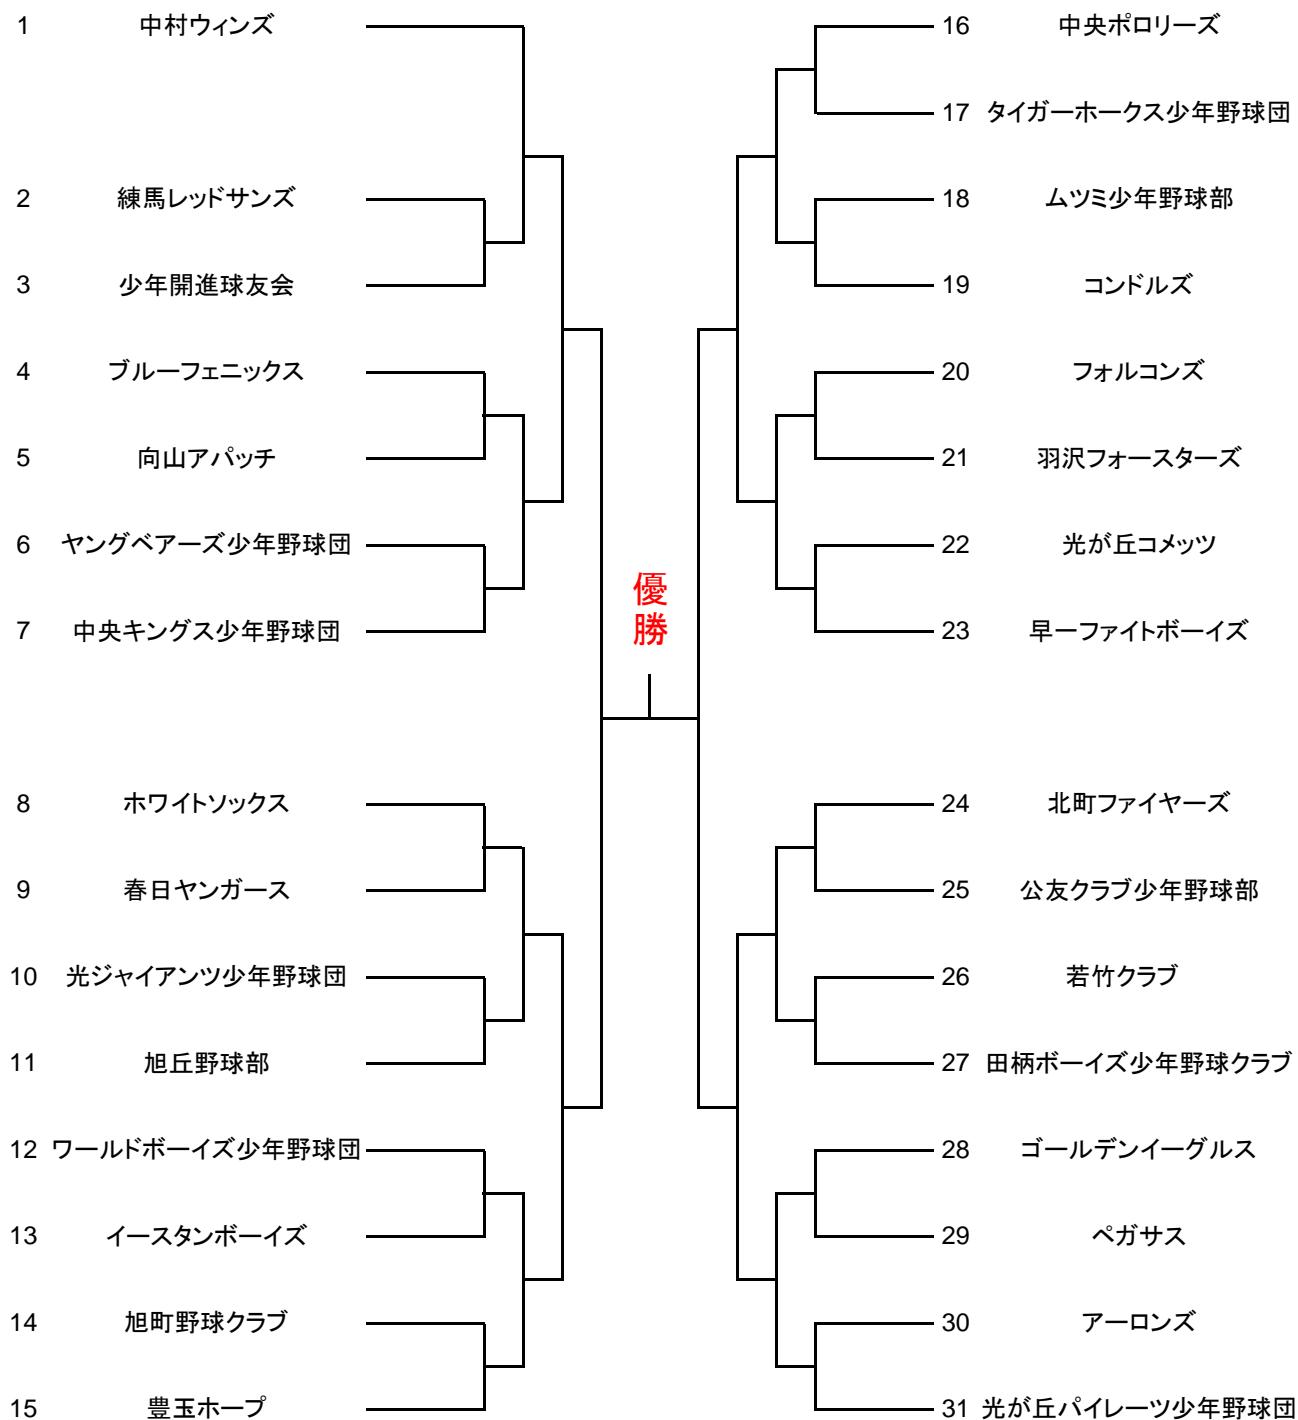 1 中村ウィンズ
2 練馬レッドサンズ
3 少年開進球友会
4 ブルーフェニックス
5 向山アパッチ
6 ヤングベアーズ少年野球団
7 中央キングス少年野球団
8 ホワイトソックス
9 春日ヤンガース
10 光ジャイアンツ少年野球団
11 旭丘野球部
12 ワールドボーイズ少年野球団
13 イースタンボーイズ
14 旭町野球クラブ
15 豊玉ホープ
優勝
16 中央ポロリーズ
17 タイガーホークス少年野球団
18 ムツミ少年野球部
19 コンドルズ
20 フォルコンズ
21 羽沢フォースターズ
22 光が丘コメッツ
23 早一ファイトボーイズ
24 北町ファイヤーズ
25 公友クラブ少年野球部
26 若竹クラブ
27 田柄ボーイズ少年野球クラブ
28 ゴールデンイーグルス
29 ペガサス
30 アーロンズ
31 光が丘パイレーツ少年野球団